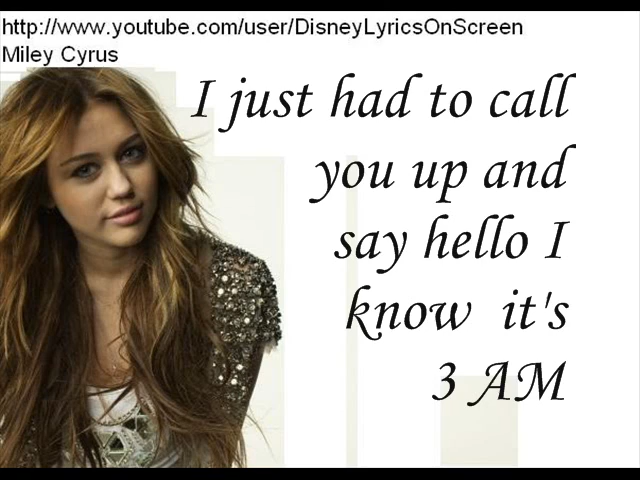 http://www.youtube.com/user/DisneyLyricsOnScreen
Miley Cyrus
I just had to call
you up and
say hello I
know it's
3 AM